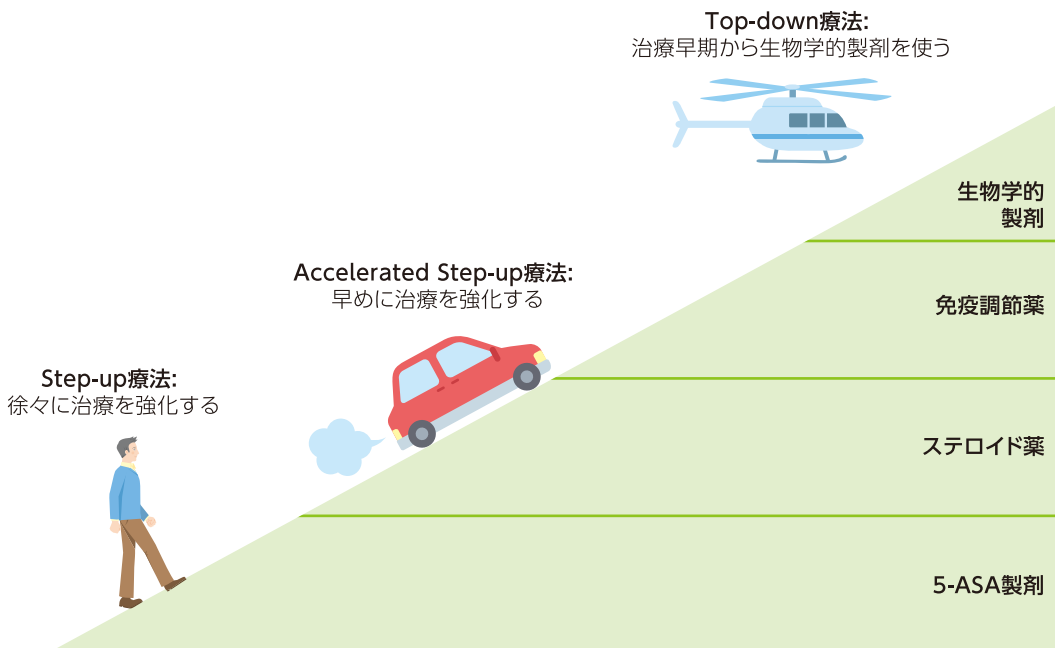 Top-down療法:
治療早期から生物学的製剤を使う
生物学的
製剤
Accelerated Step-up療法:
早めに治療を強化する
免疫調節薬
Step-up療法:
徐々に治療を強化する
ステロイド薬
5-ASA製剤